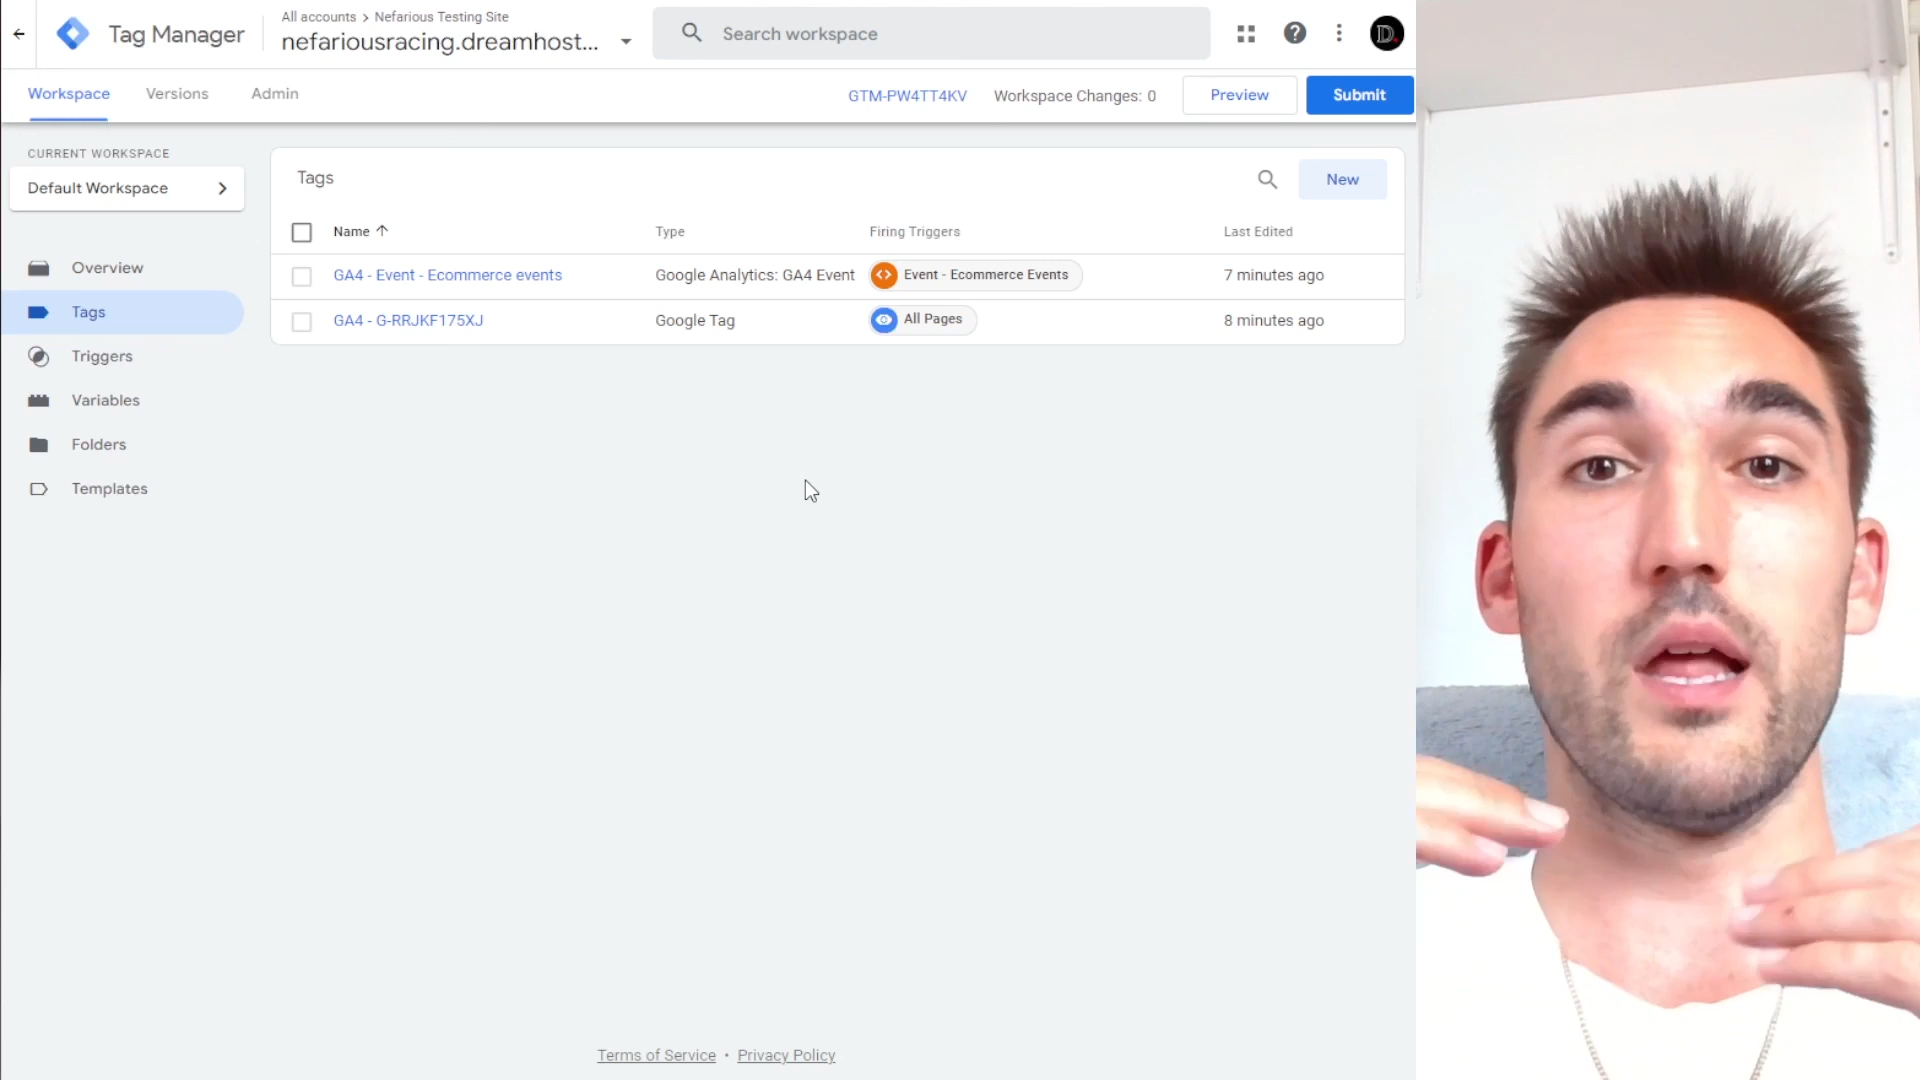 All accounts > Nefarious Testing Site
Tag Manager
nefariousracing.dreamhost...
Search workspace
D.
Workspace
Versions
Admin
GTM-PW4TT4KV
Workspace Changes: 0
Preview
Submit
CURRENT WORKSPACE
Default Workspace
Overview
Tags
Triggers
Variables
Folders
Templates
Tags
New
Name
Type
Firing Triggers
Last Edited
GA4 - Event - Ecommerce events
Google Analytics: GA4 Event
Event - Ecommerce Events
7 minutes ago
GA4 - G-RRJKF175XJ
Google Tag
All Pages
8 minutes ago
Terms of Service • Privacy Policy